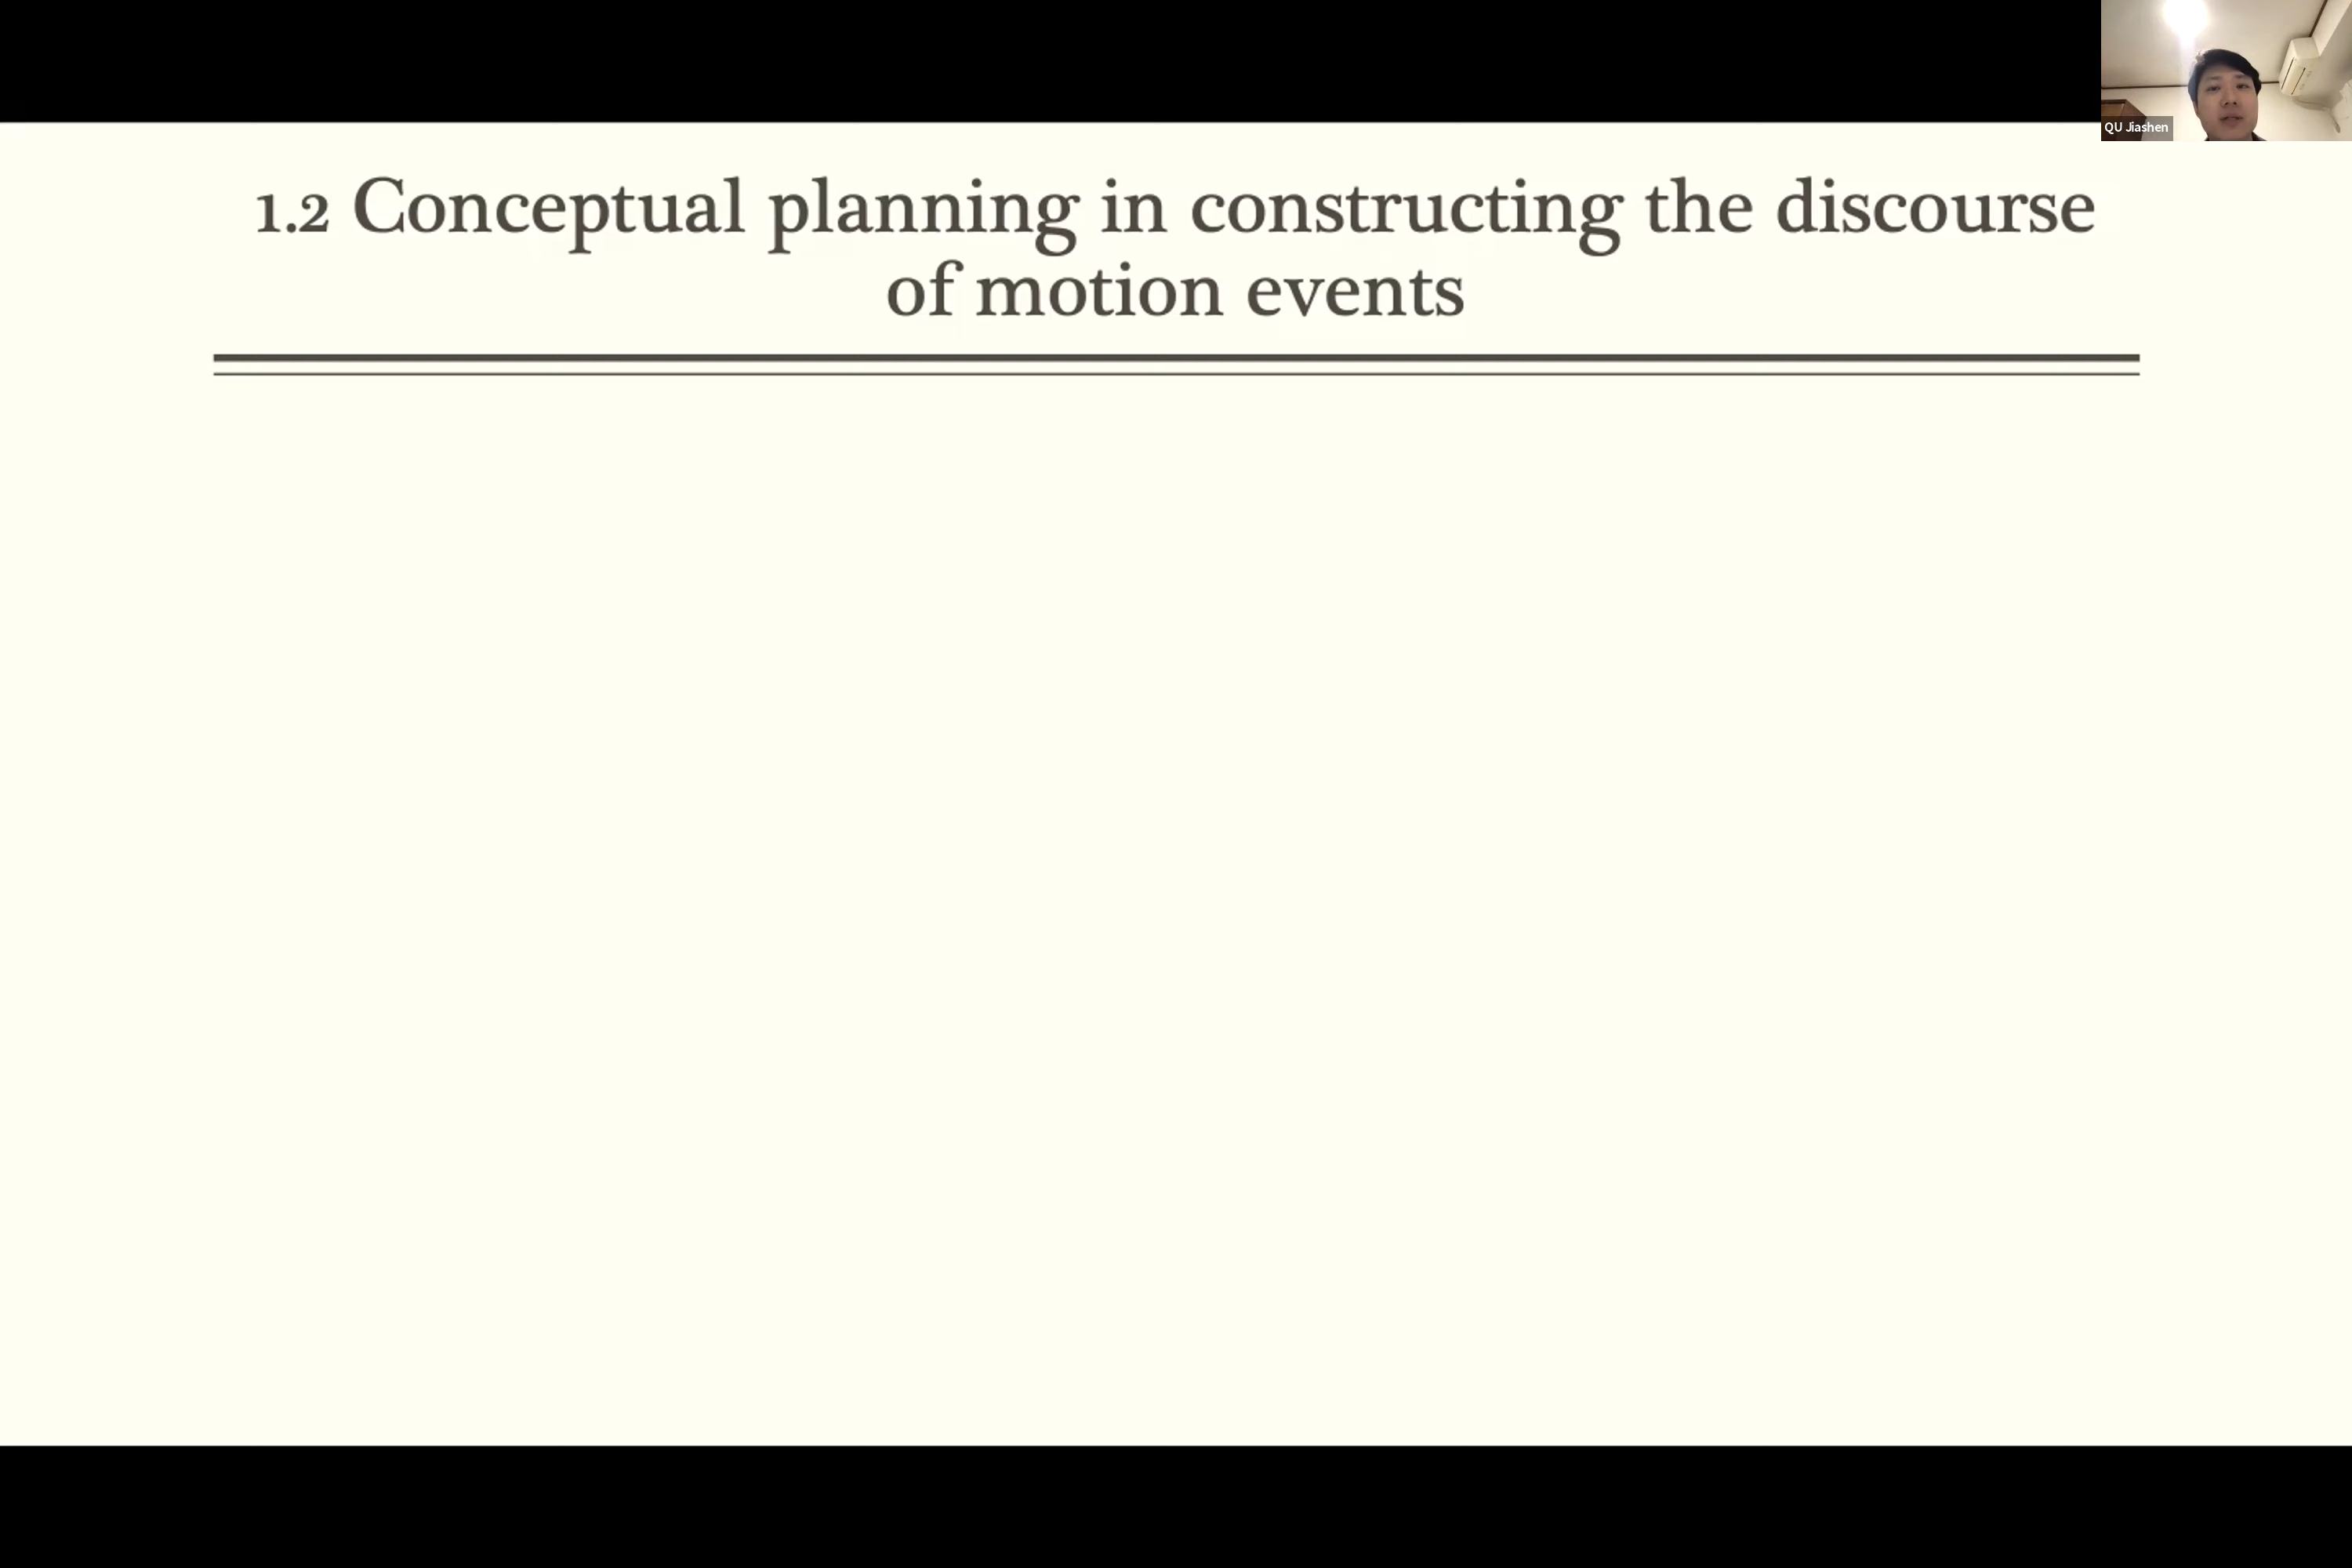 QU Jiashen
1.2 Conceptual planning in constructing the discourse
of motion events